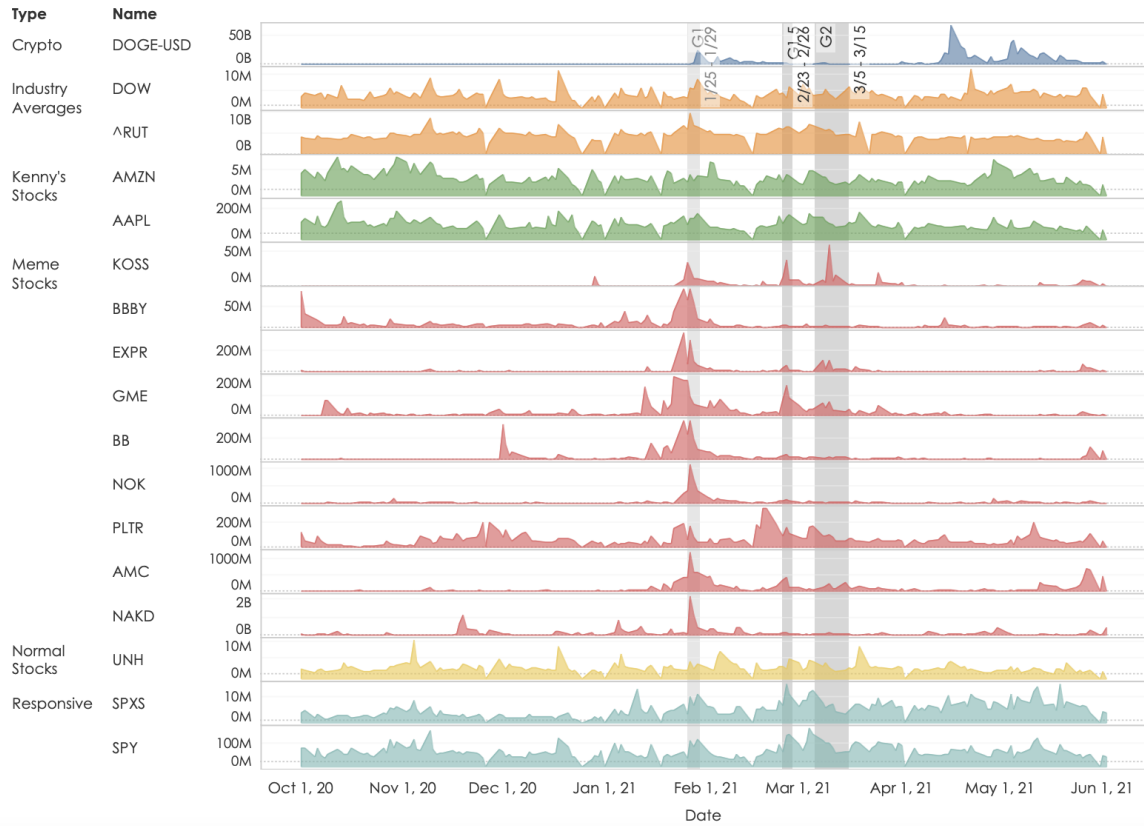 Type Name
Crypto DOGE-USD 50B 0B
Industry Averages DOW 10M 0M
^RUT 10B 0B
Kenny's Stocks AMZN 5M 0M
AAPL 200M 0M
Meme Stocks KOSS 50M 0M
BBBY 50M
EXPR 200M
GME 200M 0M
BB 200M
NOK 1000M 0M
PLTR 200M 0M
AMC 1000M 0M
NAKD 2B 0B
Normal Stocks UNH 10M 0M
Responsive SPXS 10M 0M
SPY 100M 0M
G1
1/25 - 1/29
G1.5
2/23 - 2/26
G2
3/5 - 3/15
Oct 1, 20 Nov 1, 20 Dec 1, 20 Jan 1, 21 Feb 1, 21 Mar 1, 21 Apr 1, 21 May 1, 21 Jun 1, 21
Date